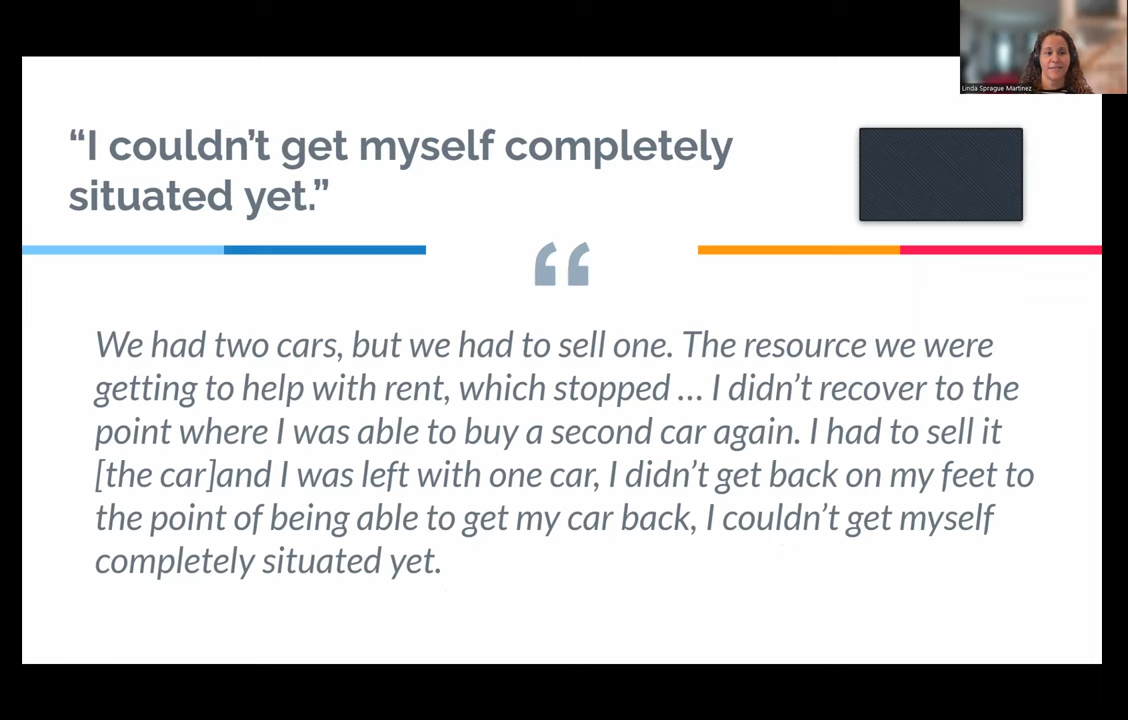 Linda Sprague Martinez
“I couldn’t get myself completely
situated yet.”
“
We had two cars, but we had to sell one. The resource we were
getting to help with rent, which stopped … I didn’t recover to the
point where I was able to buy a second car again. I had to sell it
[the car]and I was left with one car, I didn’t get back on my feet to
the point of being able to get my car back, I couldn’t get myself
completely situated yet.